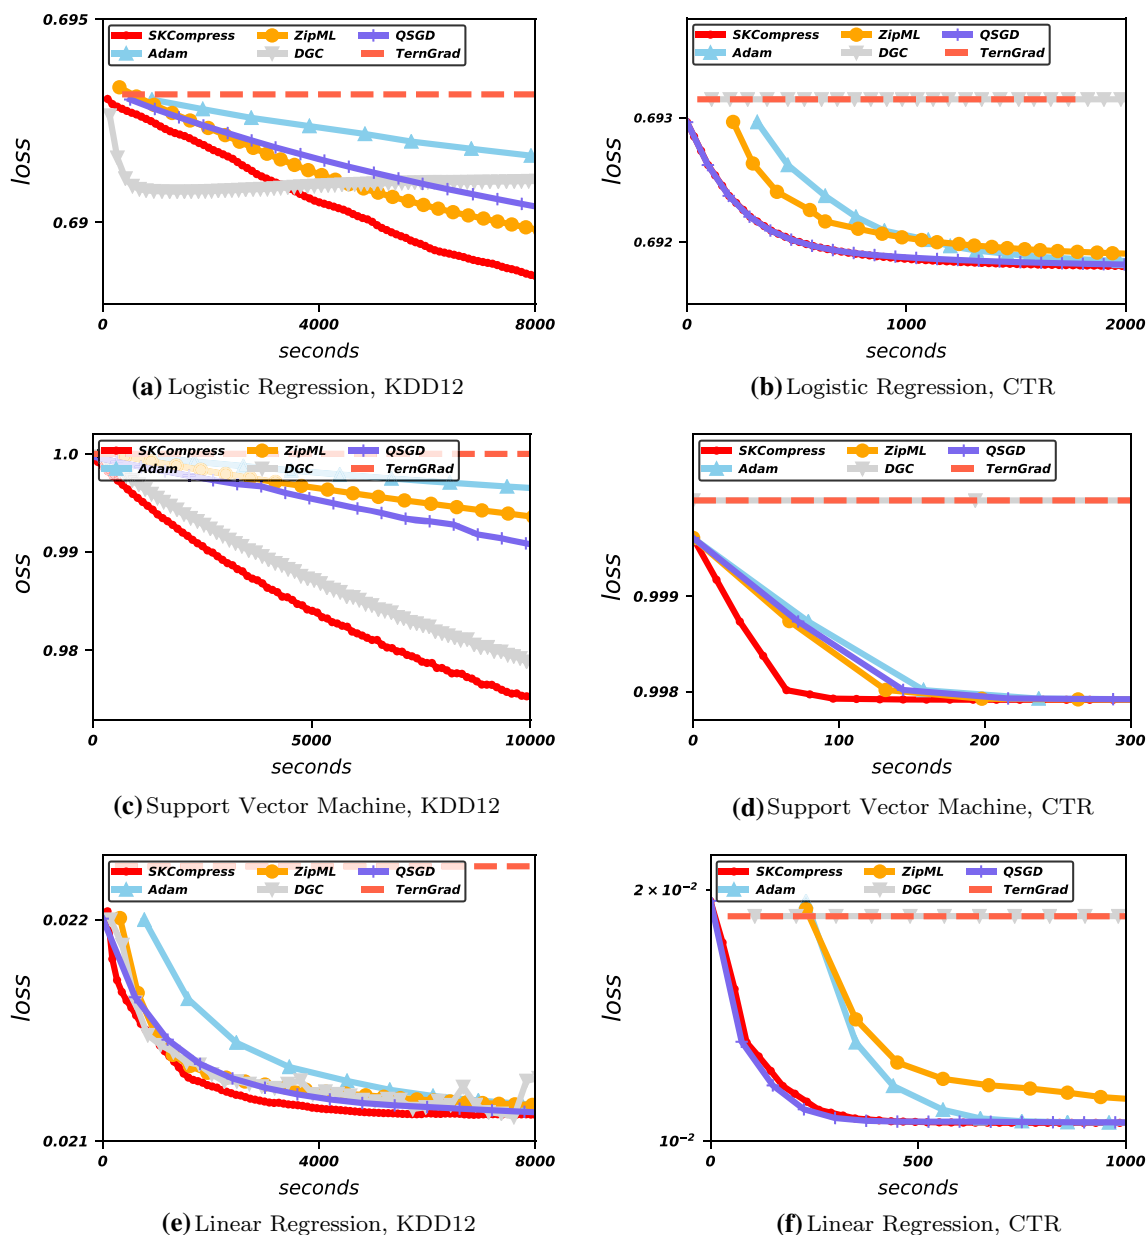 0.695
SKCompress ZipML QSGD
Adam DGC TernGrad
loss
0.69
0 4000 8000
seconds
(a) Logistic Regression, KDD12
SKCompress ZipML QSGD
Adam DGC TernGrad
0.693
loss
0.692
0 1000 2000
seconds
(b) Logistic Regression, CTR
1.0
SKCompress ZipML QSGD
Adam DGC TernGRad
0.99
oss
0.98
0 5000 10000
seconds
(c) Support Vector Machine, KDD12
SKCompress ZipML QSGD
Adam DGC TernGrad
loss
0.999
0.998
0 100 200 300
seconds
(d) Support Vector Machine, CTR
SKCompress ZipML QSGD
Adam DGC TernGrad
0.022
loss
0.021
0 4000 8000
seconds
(e) Linear Regression, KDD12
SKCompress ZipML QSGD
Adam DGC TernGrad
2 × 10⁻²
loss
10⁻²
0 500 1000
seconds
(f) Linear Regression, CTR